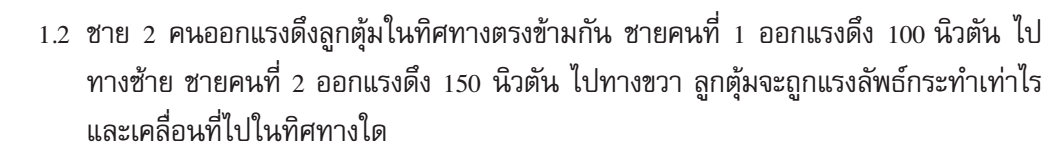 1.2 ชาย 2 คนออกแรงดึงลูกตุ้มในทิศทางตรงข้ามกัน ชายคนที่ 1 ออกแรงดึง 100 นิวตัน ไป
ทางซ้าย ชายคนที่ 2 ออกแรงดึง 150 นิวตัน ไปทางขวา ลูกตุ้มจะถูกแรงลัพธ์กระทำเท่าไร
และเคลื่อนที่ไปในทิศทางใด